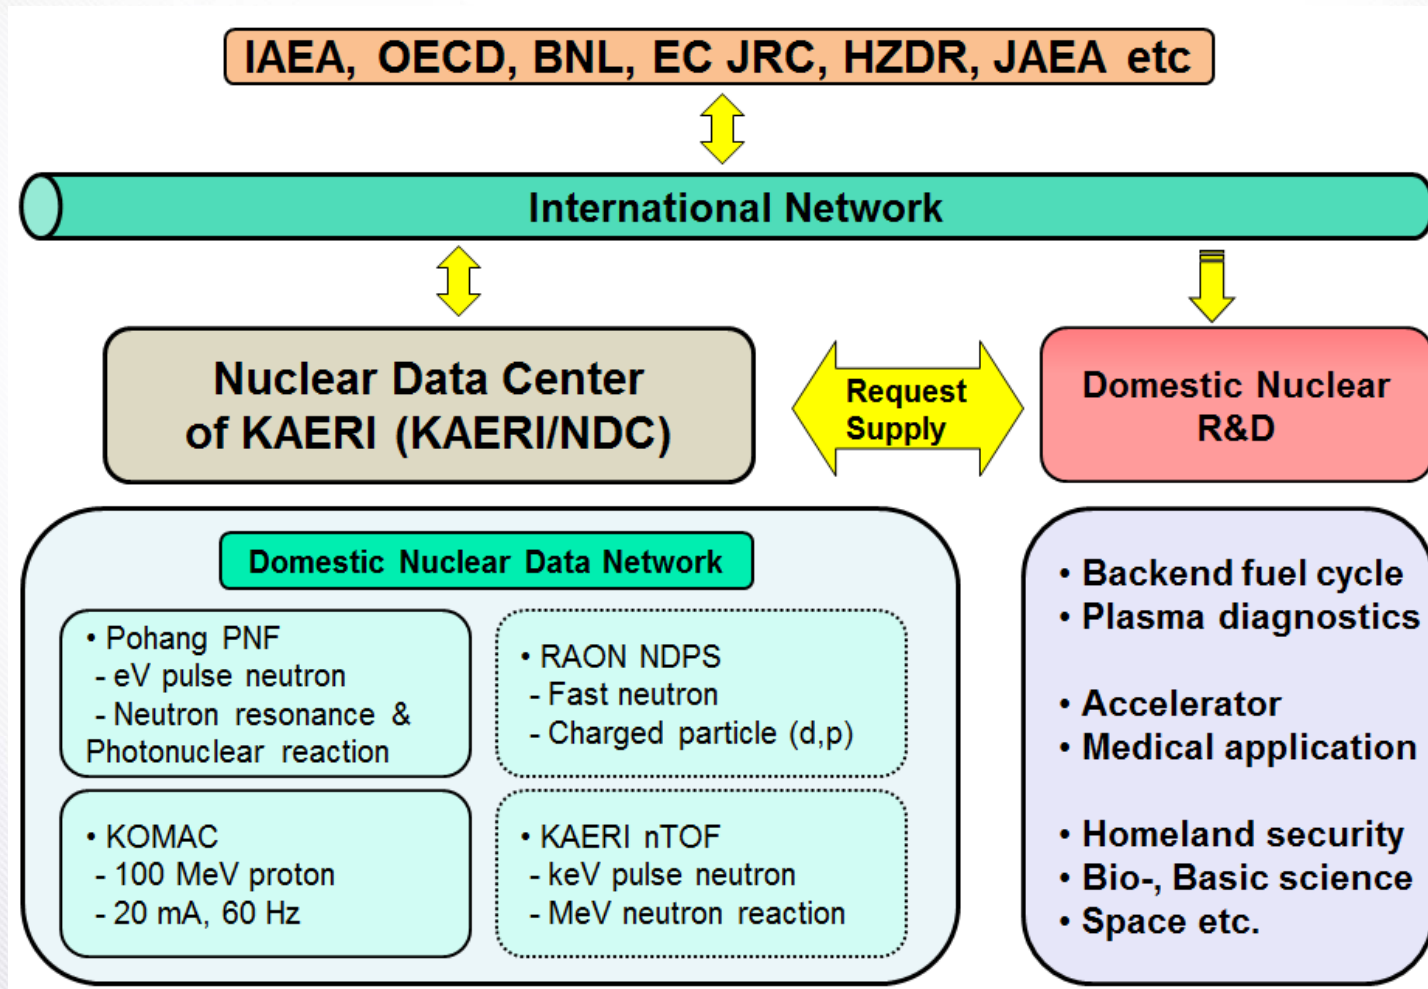 IAEA, OECD, BNL, EC JRC, HZDR, JAEA etc
International Network
Nuclear Data Center
of KAERI (KAERI/NDC)
Request
Supply
Domestic Nuclear
R&D
Domestic Nuclear Data Network
• Pohang PNF
- eV pulse neutron
- Neutron resonance &
Photonuclear reaction
• RAON NDPS
- Fast neutron
- Charged particle (d,p)
• KOMAC
- 100 MeV proton
- 20 mA, 60 Hz
• KAERI nTOF
- keV pulse neutron
- MeV neutron reaction
• Backend fuel cycle
• Plasma diagnostics
• Accelerator
• Medical application
• Homeland security
• Bio-, Basic science
• Space etc.